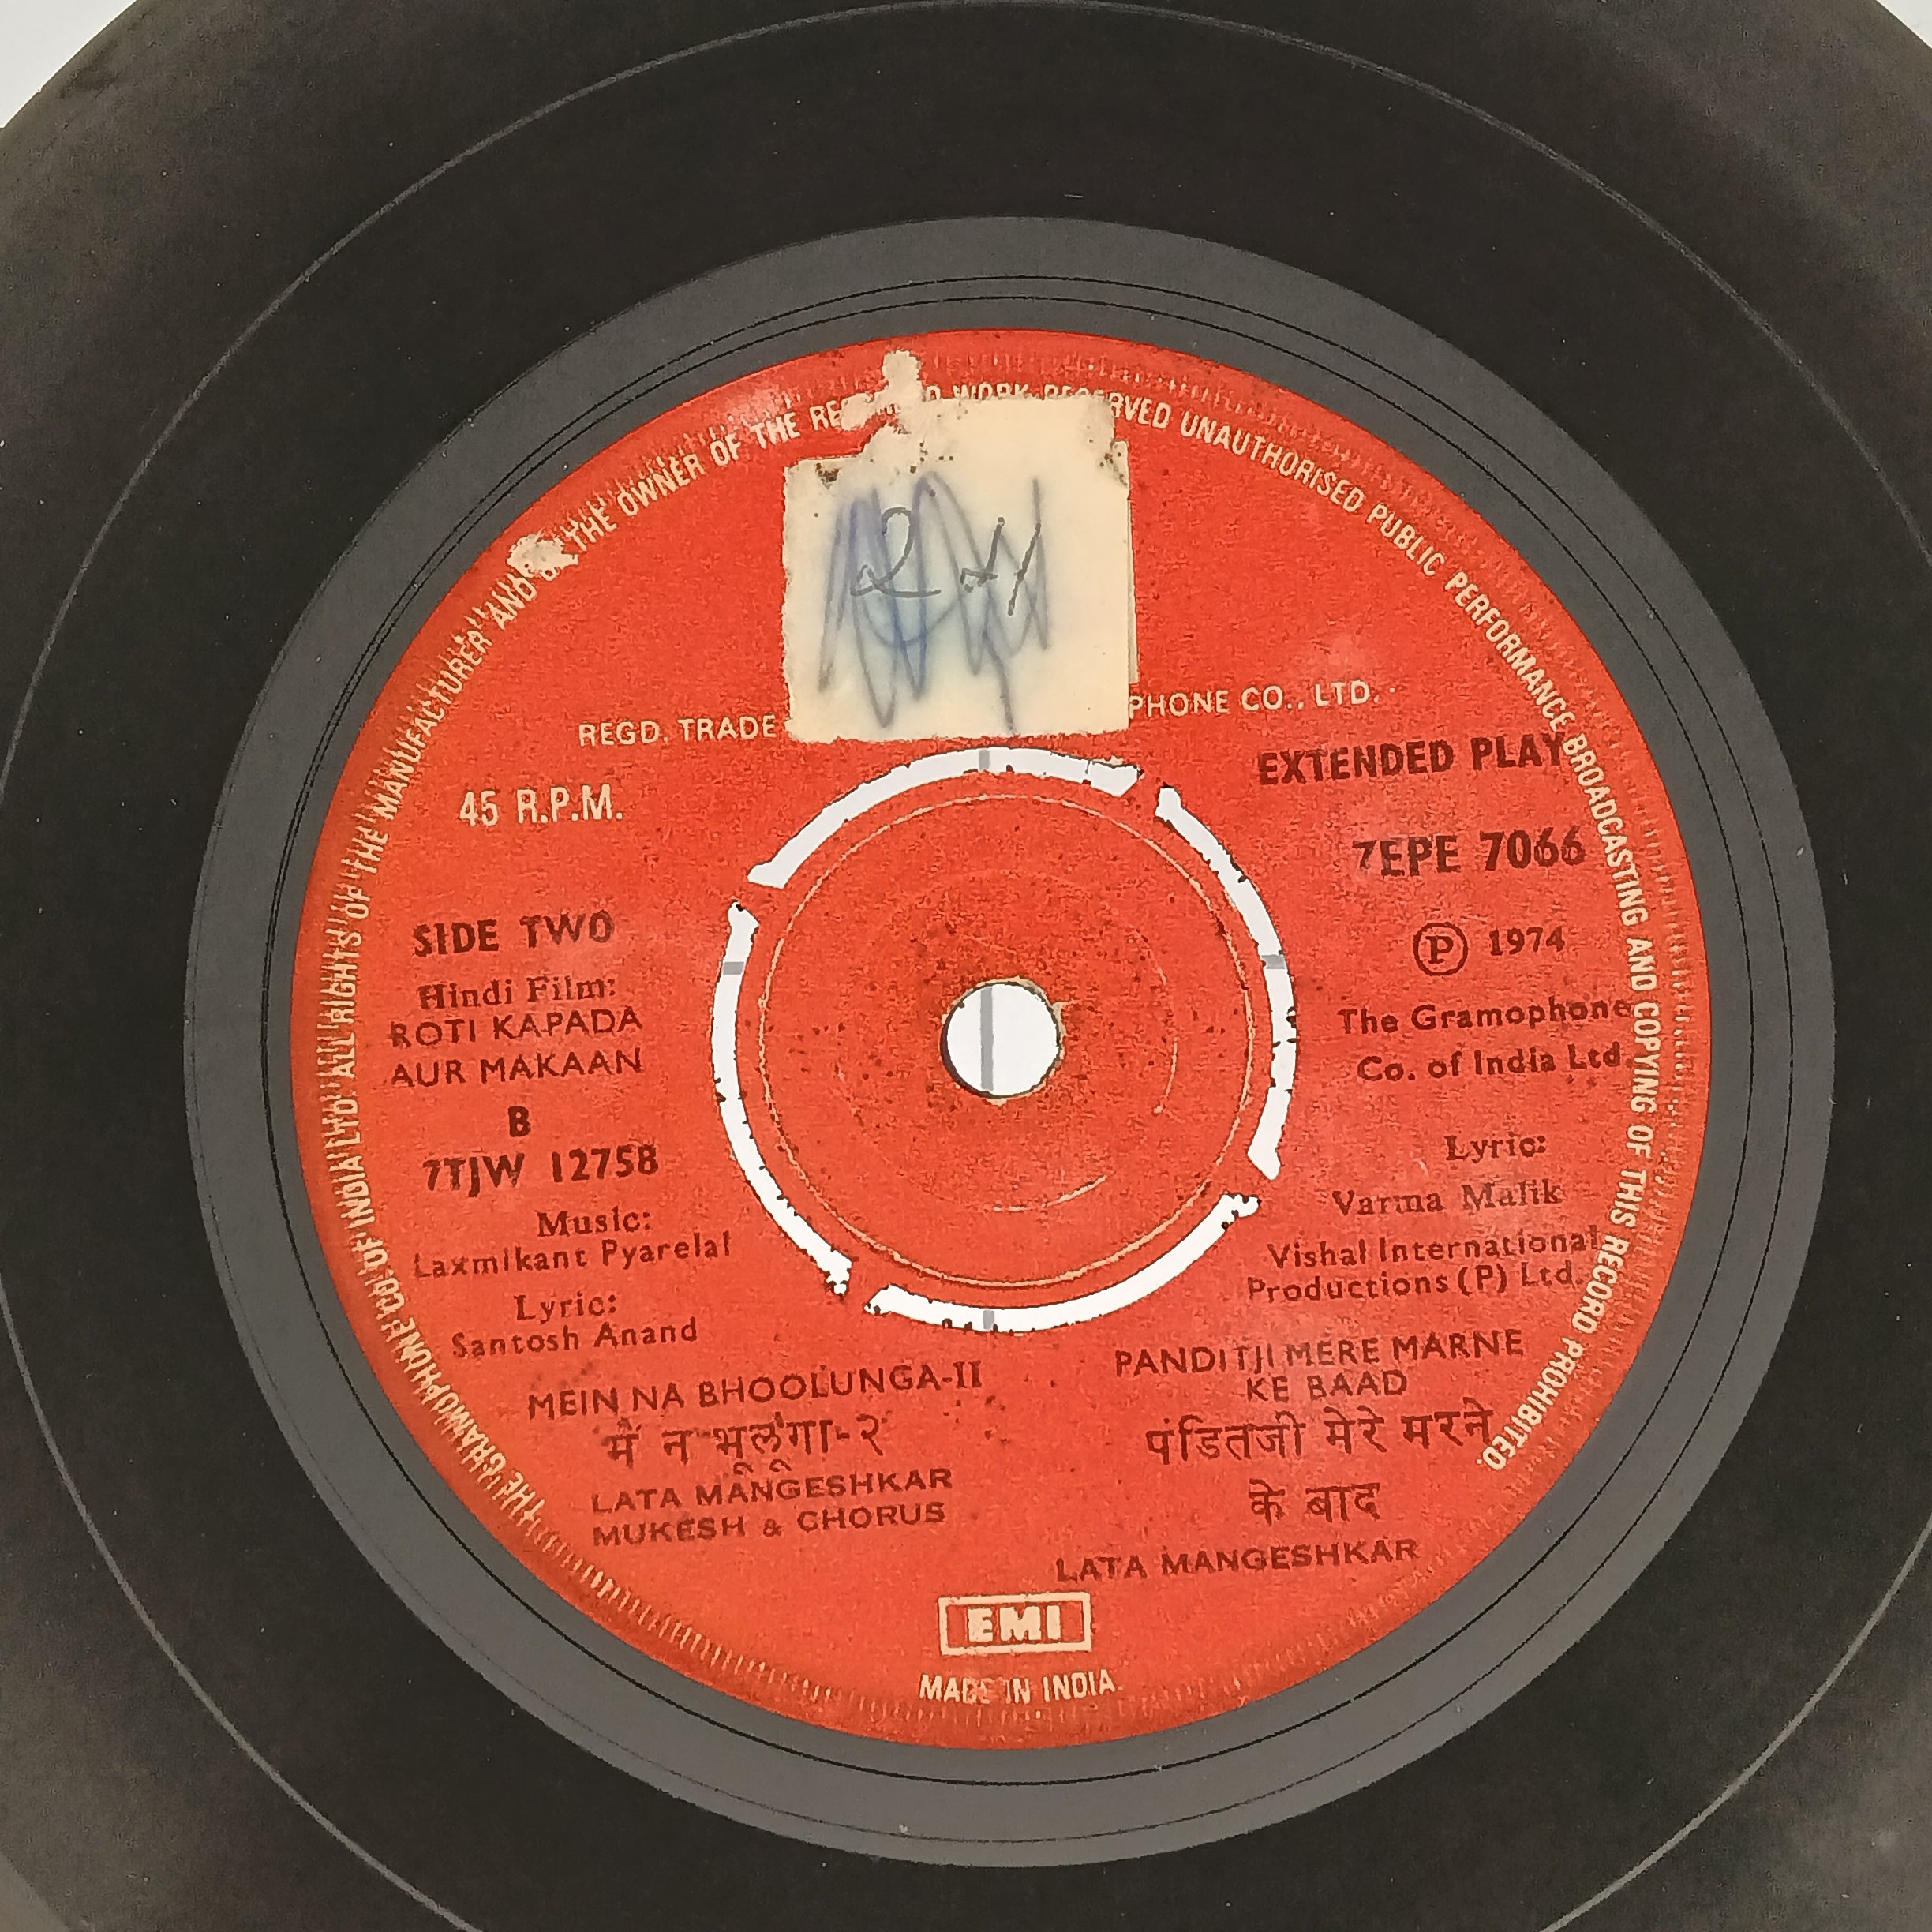 THE GRAMOPHONE CO. OF INDIA LTD. ALL RIGHTS OF THE MANUFACTURER AND THE OWNER OF THE WORK RESERVED UNAUTHORISED PUBLIC PERFORMANCE BROADCASTING AND COPYING OF THIS RECORD PROHIBITED.
REGD. TRADE
PHONE CO., LTD.
45 R.P.M.
EXTENDED PLAY
7EPE 7066
SIDE TWO
Ⓟ 1974
Hindi Film:
ROTI KAPADA
AUR MAKAAN
The Gramophone
Co. of India Ltd.
B
7TJW 12758
Lyric:
Varma Malik
Music:
Laxmikant Pyarelal
Vishal International
Productions (P) Ltd.
Lyric:
Santosh Anand
MEIN NA BHOOLUNGA-II
मैं न भूलूंगा-२
LATA MANGESHKAR
MUKESH & CHORUS
PANDITJI MERE MARNE
KE BAAD
पंडितजी मेरे मरने
के बाद
LATA MANGESHKAR
EMI
MADE IN INDIA